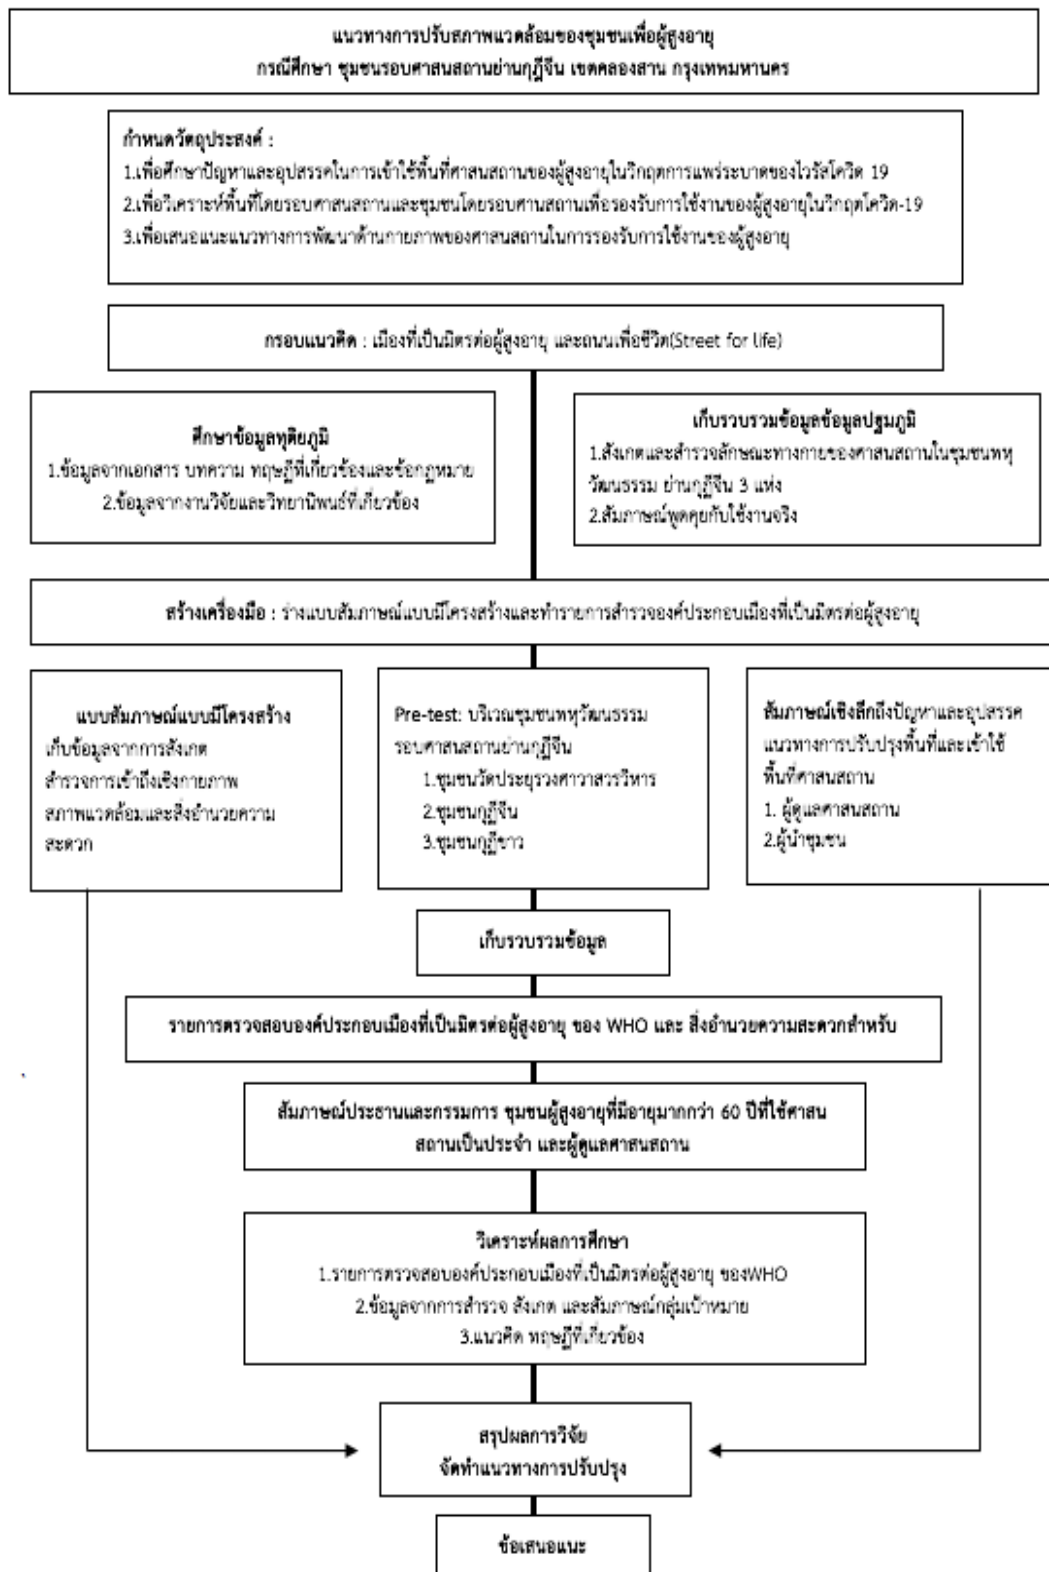 แนวทางการปรับสภาพแวดล้อมของชุมชนเพื่อผู้สูงอายุ
กรณีศึกษา ชุมชนรอบศาสนสถานย่านกุฎีจีน เขตคลองสาน กรุงเทพมหานคร
กำหนดวัตถุประสงค์ :
1.เพื่อศึกษาปัญหาและอุปสรรคในการเข้าใช้พื้นที่ศาสนสถานของผู้สูงอายุในวิกฤตการแพร่ระบาดของไวรัสโควิด 19
2.เพื่อวิเคราะห์พื้นที่โดยรอบศาสนสถานและชุมชนโดยรอบศาสนสถานเพื่อรองรับการใช้งานของผู้สูงอายุในวิกฤตโควิด-19
3.เพื่อเสนอแนะแนวทางการพัฒนาด้านกายภาพของศาสนสถานในการรองรับการใช้งานของผู้สูงอายุ
กรอบแนวคิด : เมืองที่เป็นมิตรต่อผู้สูงอายุ และถนนเพื่อชีวิต(Street for life)
ศึกษาข้อมูลทุติยภูมิ
1.ข้อมูลจากเอกสาร บทความ ทฤษฎีที่เกี่ยวข้องและข้อกฎหมาย
2.ข้อมูลจากงานวิจัยและวิทยานิพนธ์ที่เกี่ยวข้อง
เก็บรวบรวมข้อมูลข้อมูลปฐมภูมิ
1.สังเกตและสำรวจลักษณะทางกายของศาสนสถานในชุมชนพหุ
วัฒนธรรม ย่านกุฎีจีน 3 แห่ง
2.สัมภาษณ์พูดคุยกับใช้งานจริง
สร้างเครื่องมือ : ร่างแบบสัมภาษณ์แบบมีโครงสร้างและทำรายการสำรวจองค์ประกอบเมืองที่เป็นมิตรต่อผู้สูงอายุ
แบบสัมภาษณ์แบบมีโครงสร้าง
เก็บข้อมูลจากการสังเกต
สำรวจการเข้าถึงเชิงกายภาพ
สภาพแวดล้อมและสิ่งอำนวยความ
สะดวก
Pre-test: บริเวณชุมชนพหุวัฒนธรรม
รอบศาสนสถานย่านกุฎีจีน
1.ชุมชนวัดประยุรวงศาวาสวรวิหาร
2.ชุมชนกุฎีจีน
3.ชุมชนกุฎีขาว
สัมภาษณ์เชิงลึกถึงปัญหาและอุปสรรค
แนวทางการปรับปรุงพื้นที่และเข้าใช้
พื้นที่ศาสนสถาน
1. ผู้ดูแลศาสนสถาน
2.ผู้นำชุมชน
เก็บรวบรวมข้อมูล
รายการตรวจสอบองค์ประกอบเมืองที่เป็นมิตรต่อผู้สูงอายุ ของ WHO และ สิ่งอำนวยความสะดวกสำหรับ
สัมภาษณ์ประธานและกรรมการ ชุมชนผู้สูงอายุที่มีอายุมากกว่า 60 ปีที่ใช้ศาสน
สถานเป็นประจำ และผู้ดูแลศาสนสถาน
วิเคราะห์ผลการศึกษา
1.รายการตรวจสอบองค์ประกอบเมืองที่เป็นมิตรต่อผู้สูงอายุ ของWHO
2.ข้อมูลจากการสำรวจ สังเกต และสัมภาษณ์กลุ่มเป้าหมาย
3.แนวคิด ทฤษฎีที่เกี่ยวข้อง
สรุปผลการวิจัย
จัดทำแนวทางการปรับปรุง
ข้อเสนอแนะ